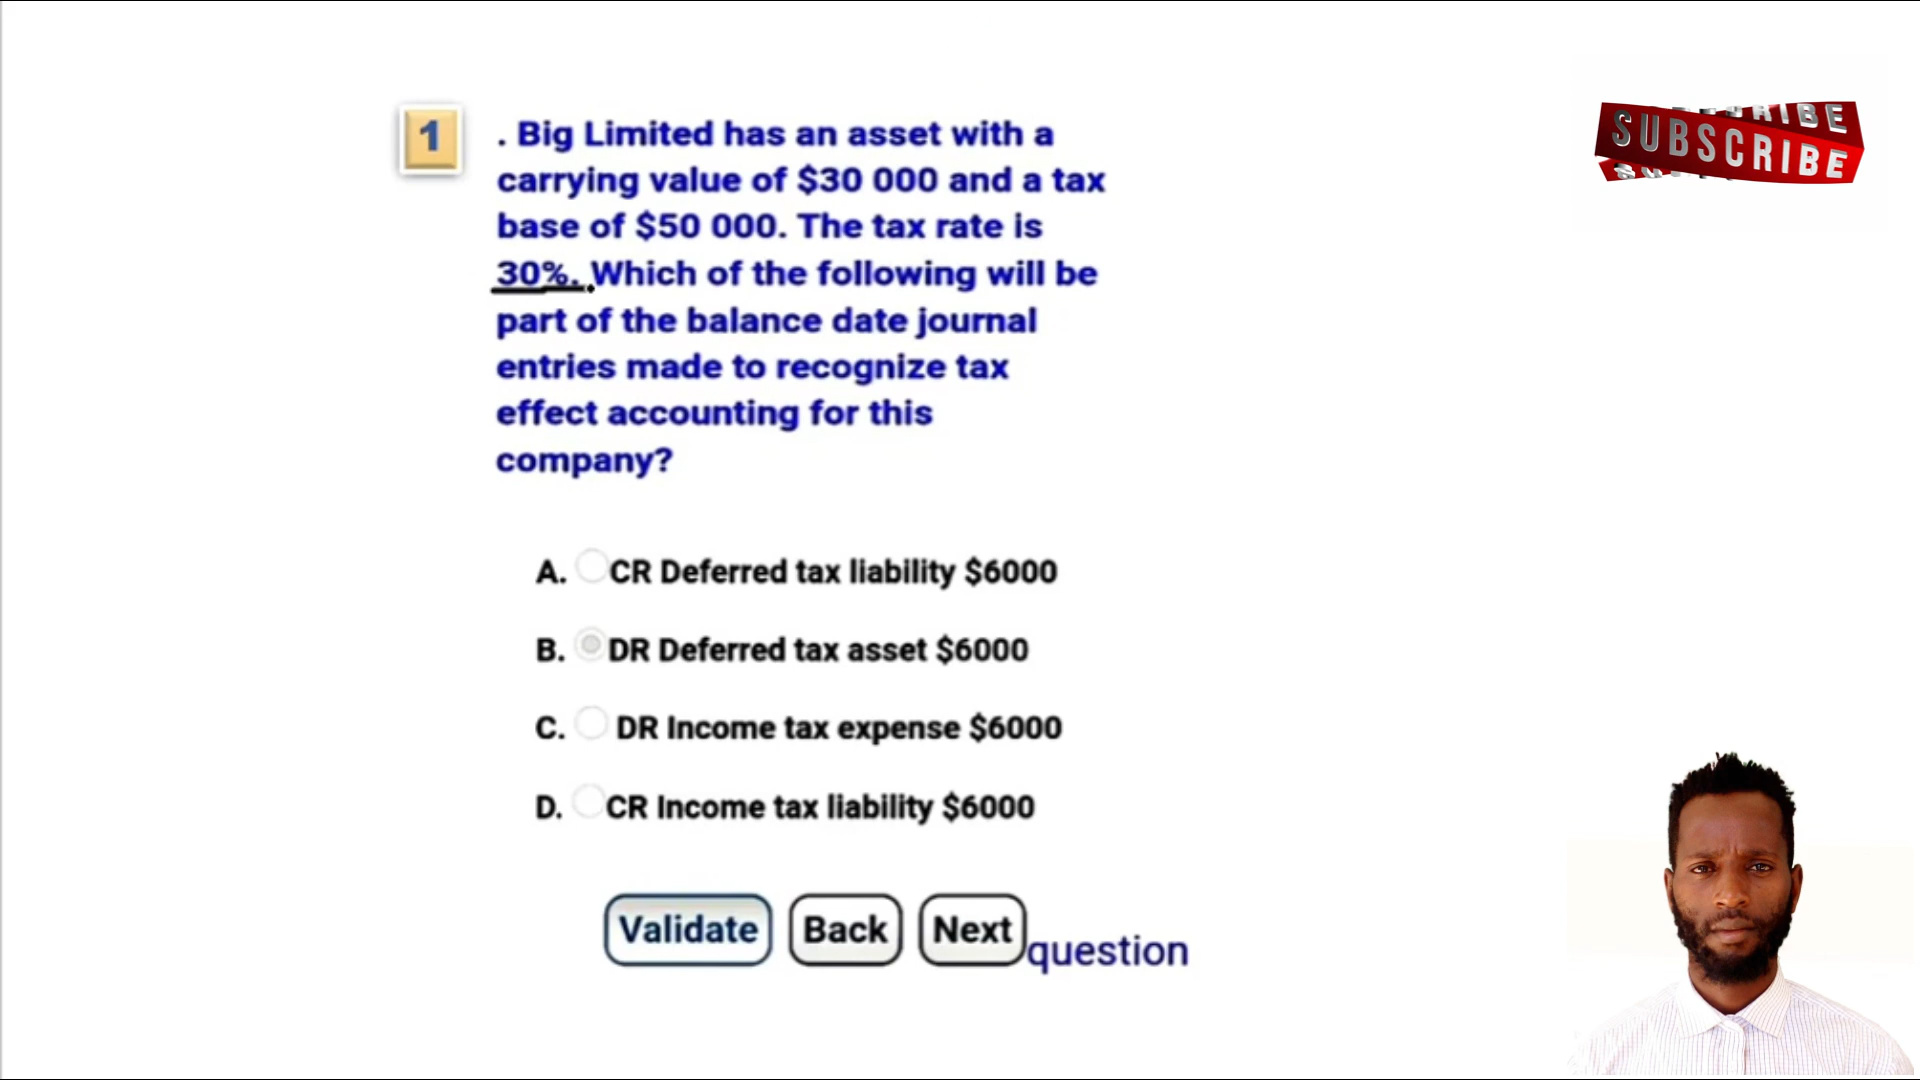 1
. Big Limited has an asset with a
carrying value of $30 000 and a tax
base of $50 000. The tax rate is
30%. Which of the following will be
part of the balance date journal
entries made to recognize tax
effect accounting for this
company?
A. CR Deferred tax liability $6000
B. DR Deferred tax asset $6000
C. DR Income tax expense $6000
D. CR Income tax liability $6000
Validate Back Next question
SUBSCRIBE